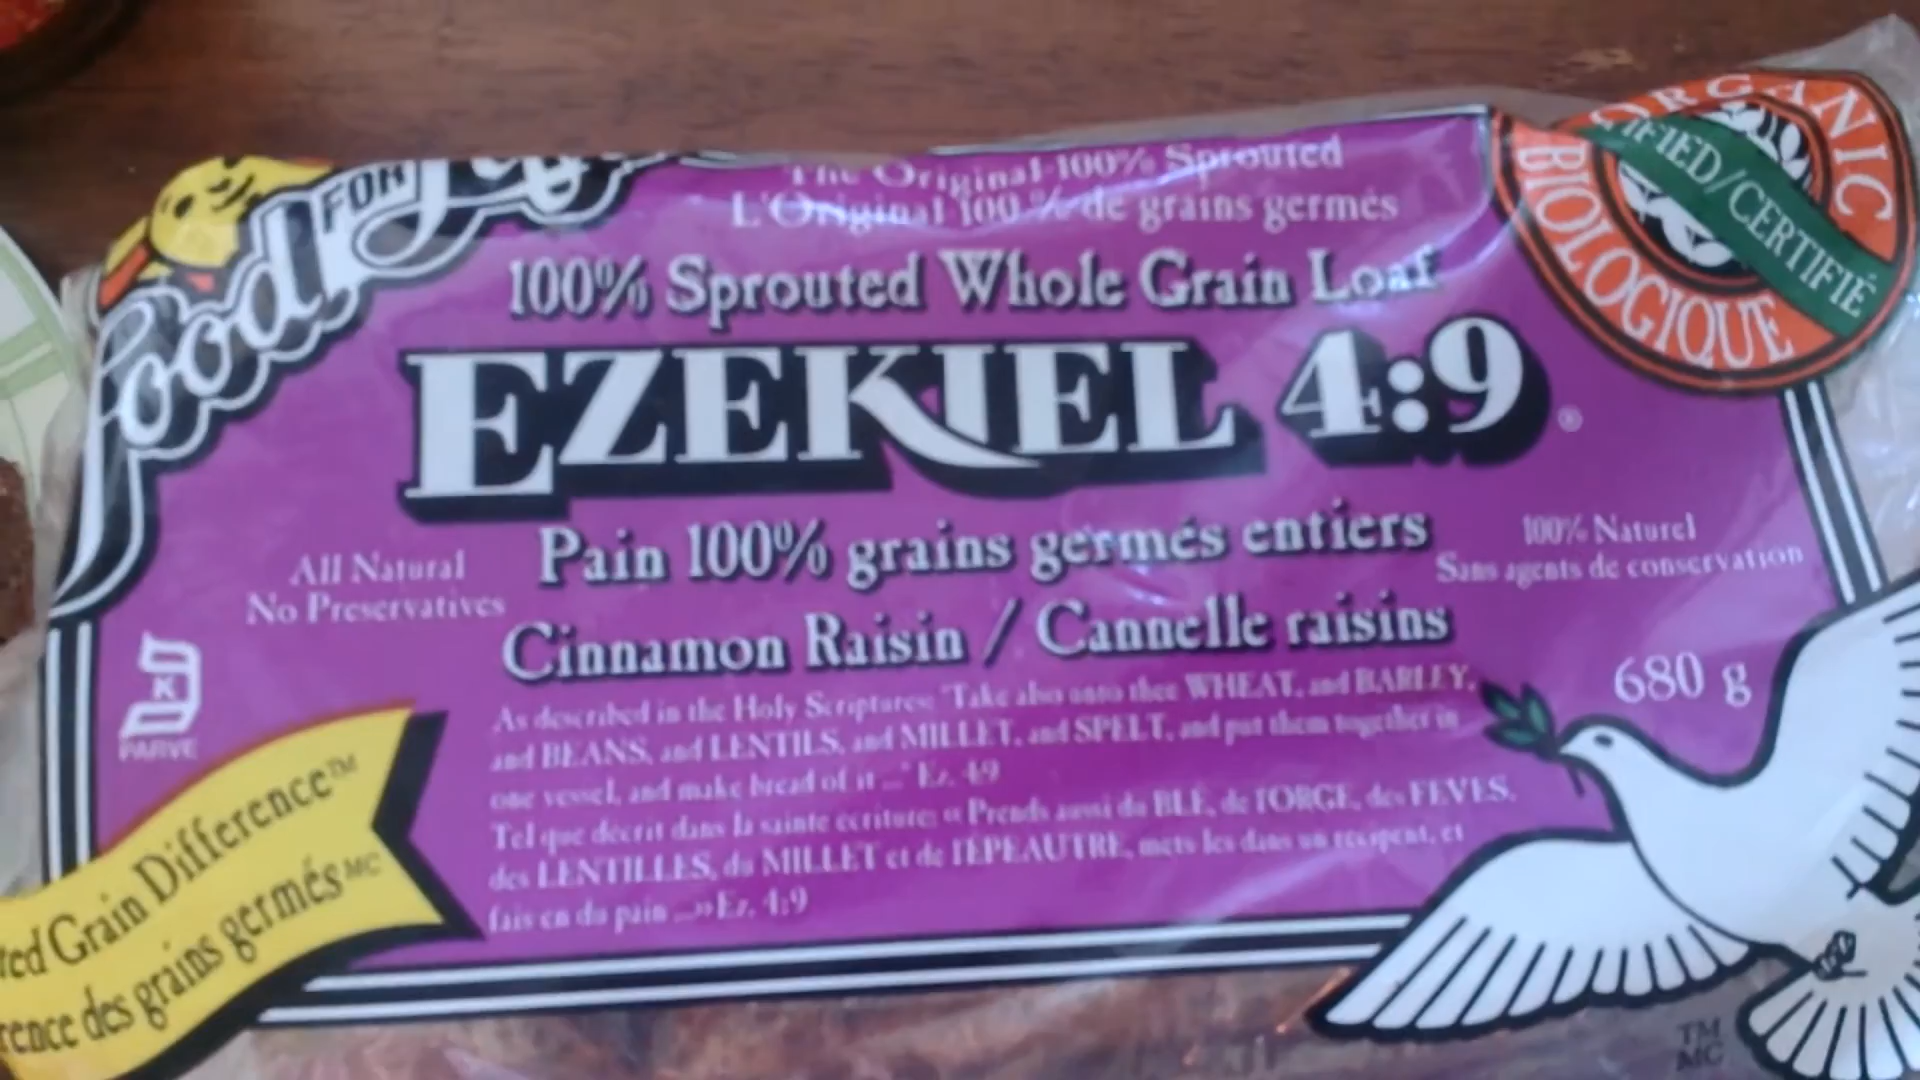 food FOR Life
The Original 100% Sprouted
L'Original 100 % de grains germés
ORGANIC
BIOLOGIQUE
TIFIED/CERTIFIÉ
100% Sprouted Whole Grain Loaf
EZEKIEL 4:9 ®
Pain 100% grains germés entiers
Cinnamon Raisin / Cannelle raisins
All Natural
No Preservatives
100% Naturel
Sans agents de conservation
K
PARVE
680 g
As described in the Holy Scriptures: "Take also unto thee WHEAT, and BARLEY,
and BEANS, and LENTILS, and MILLET, and SPELT, and put them together in
one vessel, and make bread of it ..." Ez. 4:9
Tel que décrit dans la sainte écriture: « Prends aussi du BLÉ, de l'ORGE, des FEVES,
des LENTILLES, du MILLET et de l'ÉPEAUTRE, mets les dans un recipent, et
fais en du pain ...» Ez. 4:9
ted Grain Difference™
rence des grains germés MC
TM
MC